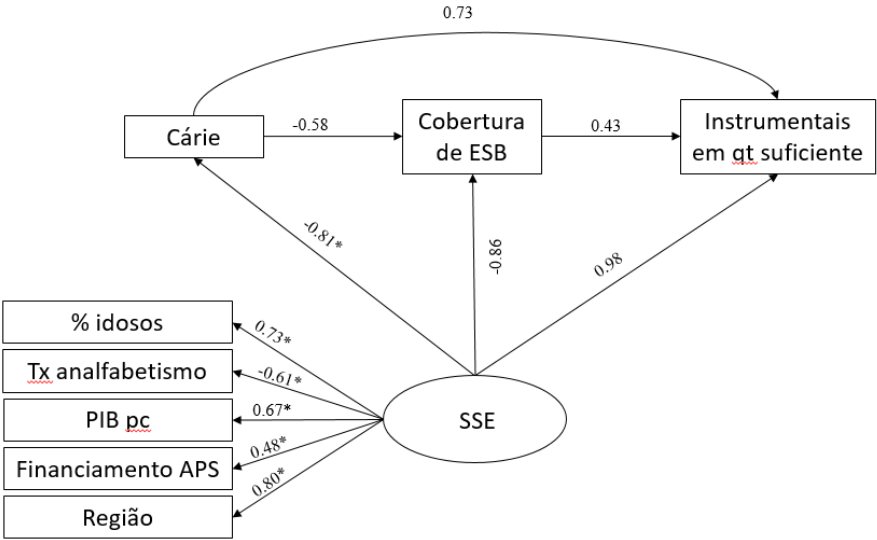 0.73
Cárie
-0.58
Cobertura
de ESB
0.43
Instrumentais
em qt suficiente
-0.81*
-0.86
0.98
% idosos
0.73*
Tx analfabetismo
-0.61*
PIB pc
0.67*
SSE
Financiamento APS
0.48*
Região
0.80*